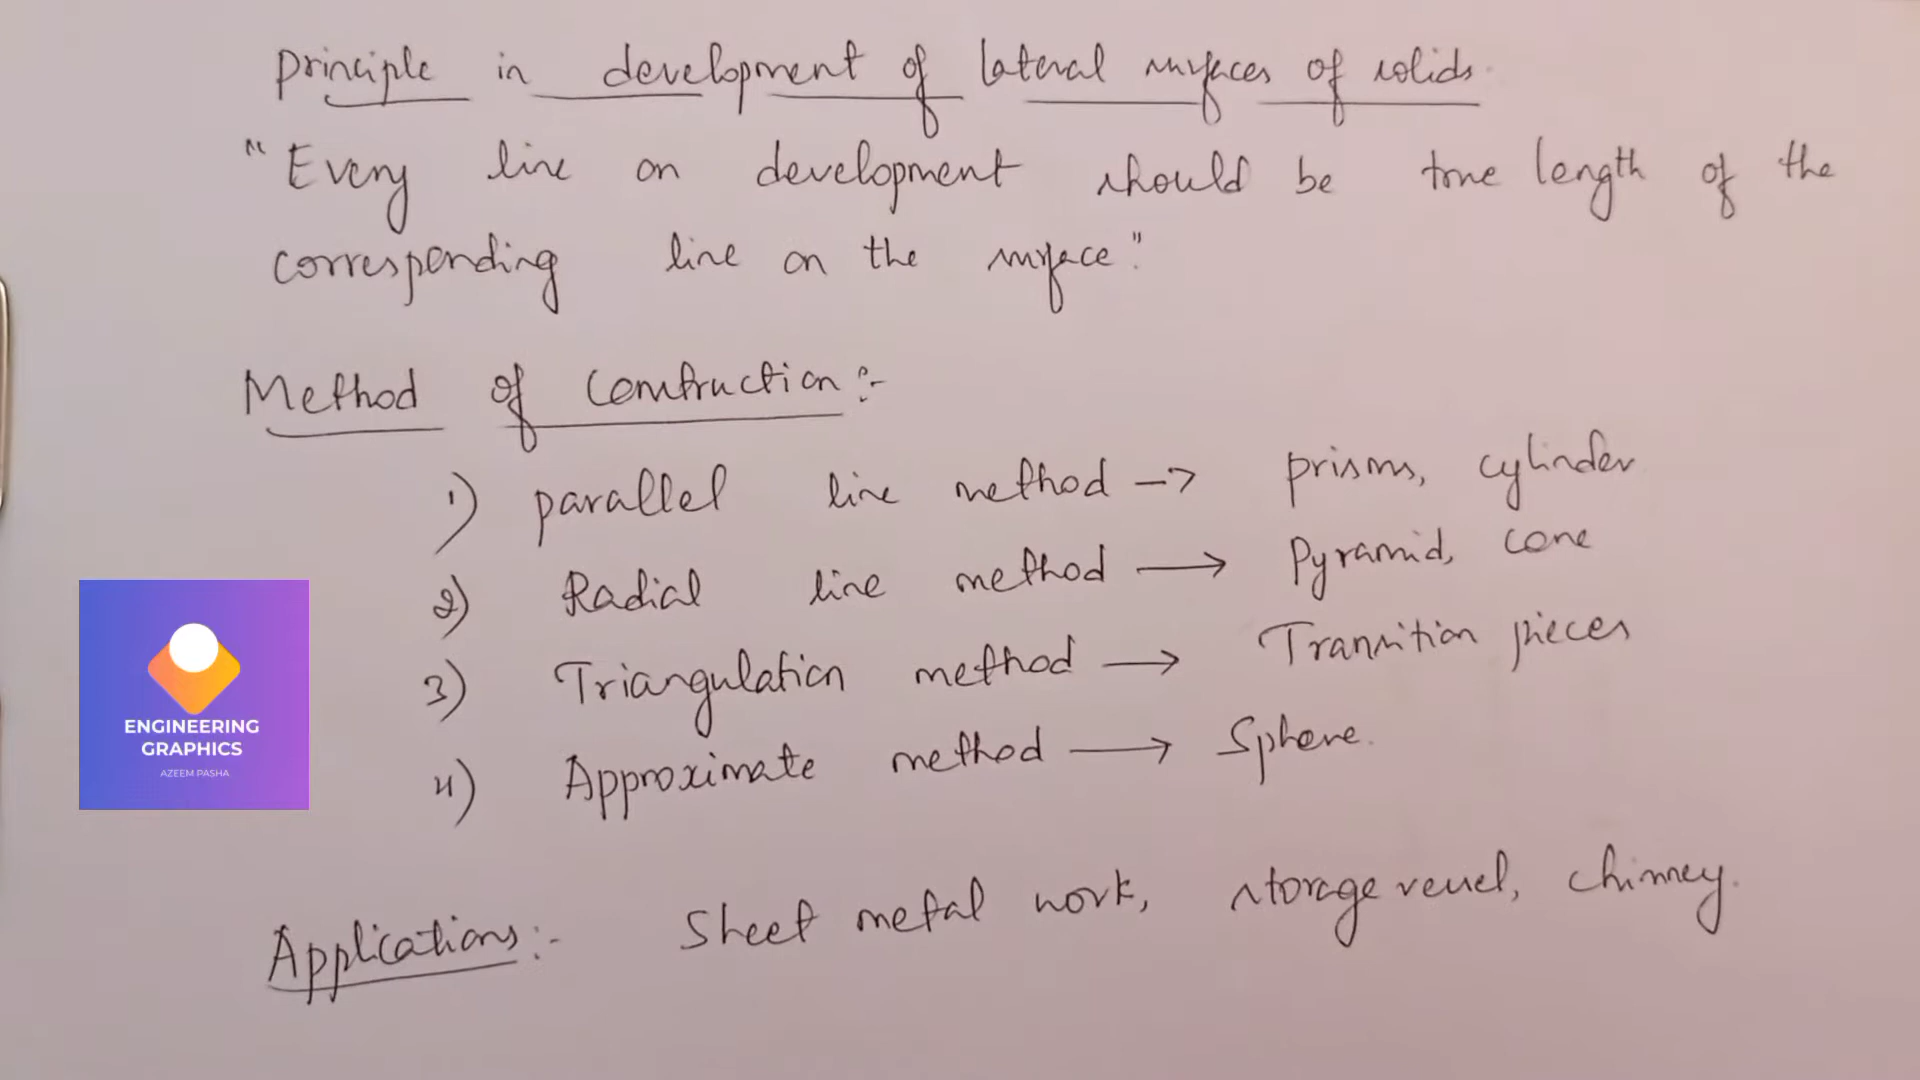 Principle in development of lateral surfaces of solids.
"Every line on development should be true length of the
corresponding line on the surface."
Method of Construction :-
1) parallel line method -> prisms, cylinder
2) Radial line method → Pyramid, cone
3) Triangulation method → Transition pieces
4) Approximate method → Sphere.
ENGINEERING
GRAPHICS
AZEEM PASHA
Applications :- Sheet metal work, storage vessel, chimney.